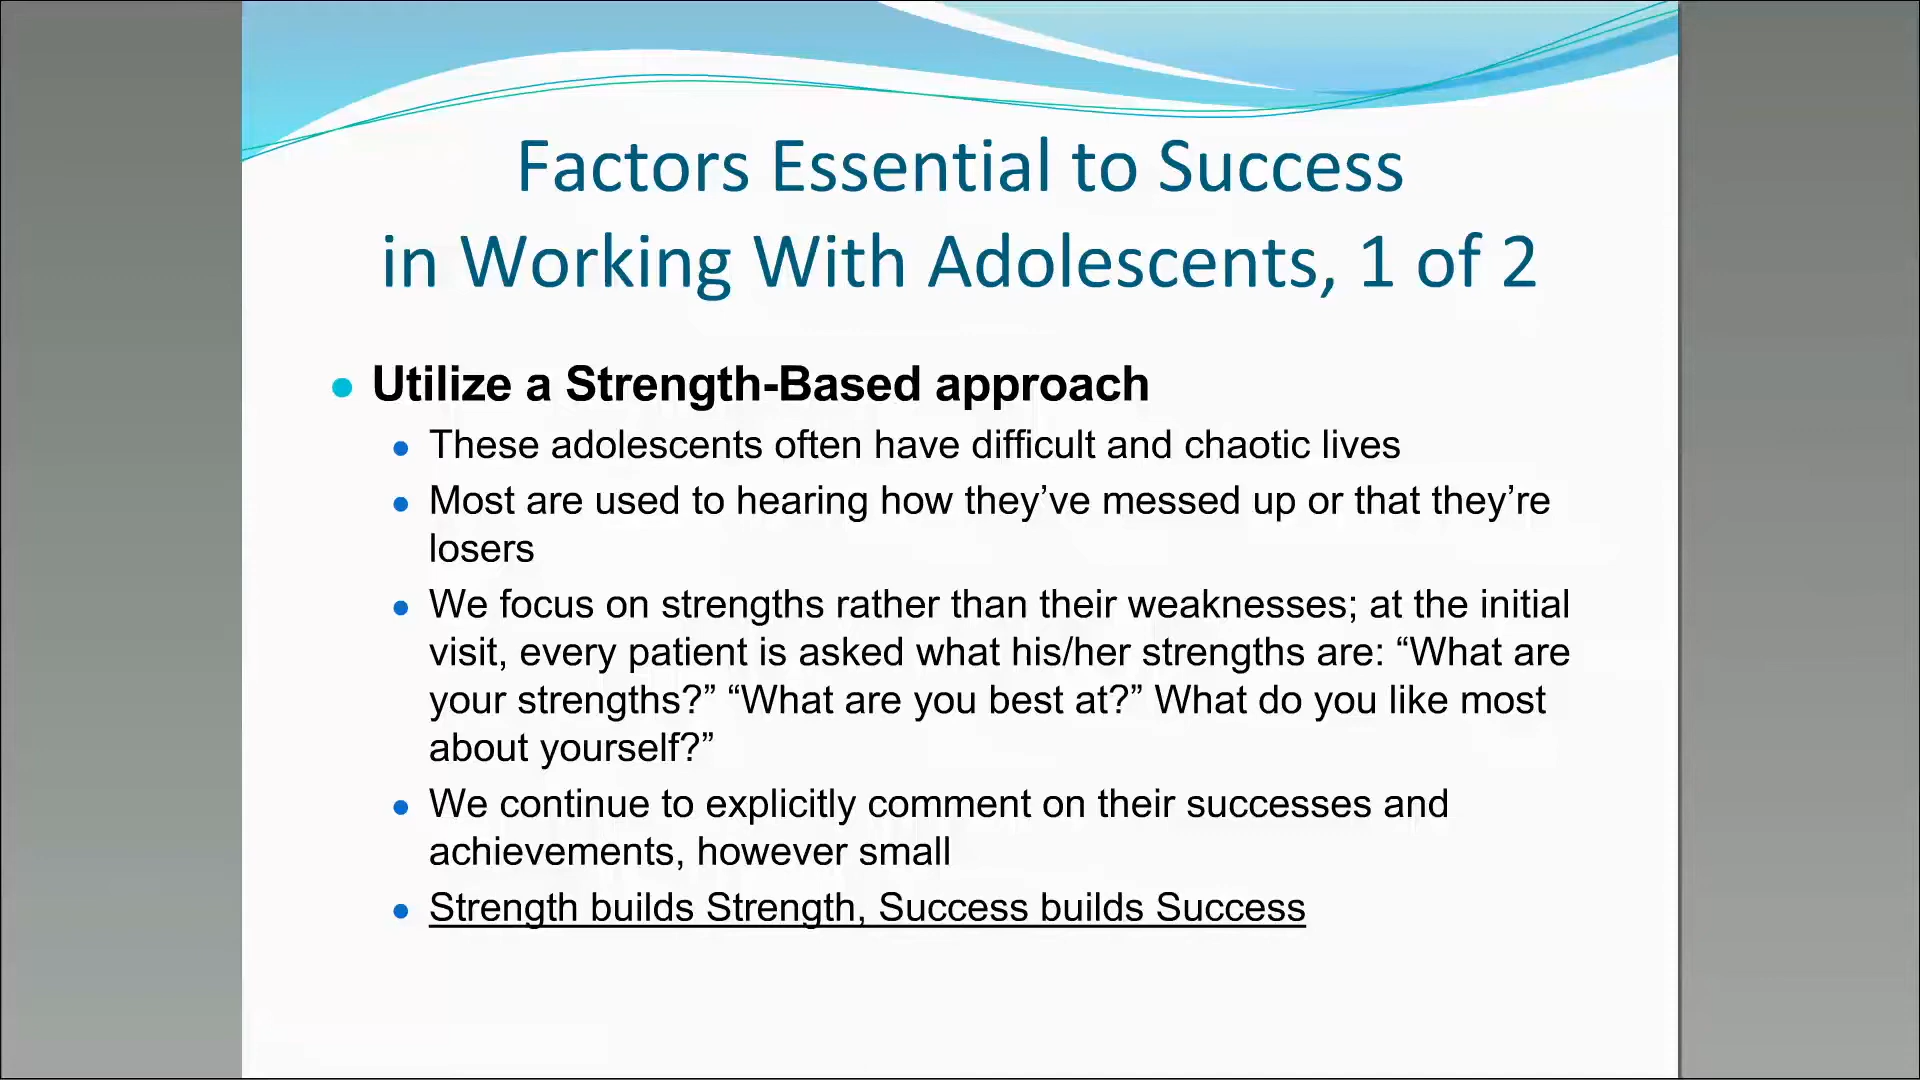 Factors Essential to Success
in Working With Adolescents, 1 of 2
Utilize a Strength-Based approach
These adolescents often have difficult and chaotic lives
Most are used to hearing how they’ve messed up or that they’re
losers
We focus on strengths rather than their weaknesses; at the initial
visit, every patient is asked what his/her strengths are: “What are
your strengths?” “What are you best at?” What do you like most
about yourself?”
We continue to explicitly comment on their successes and
achievements, however small
Strength builds Strength, Success builds Success